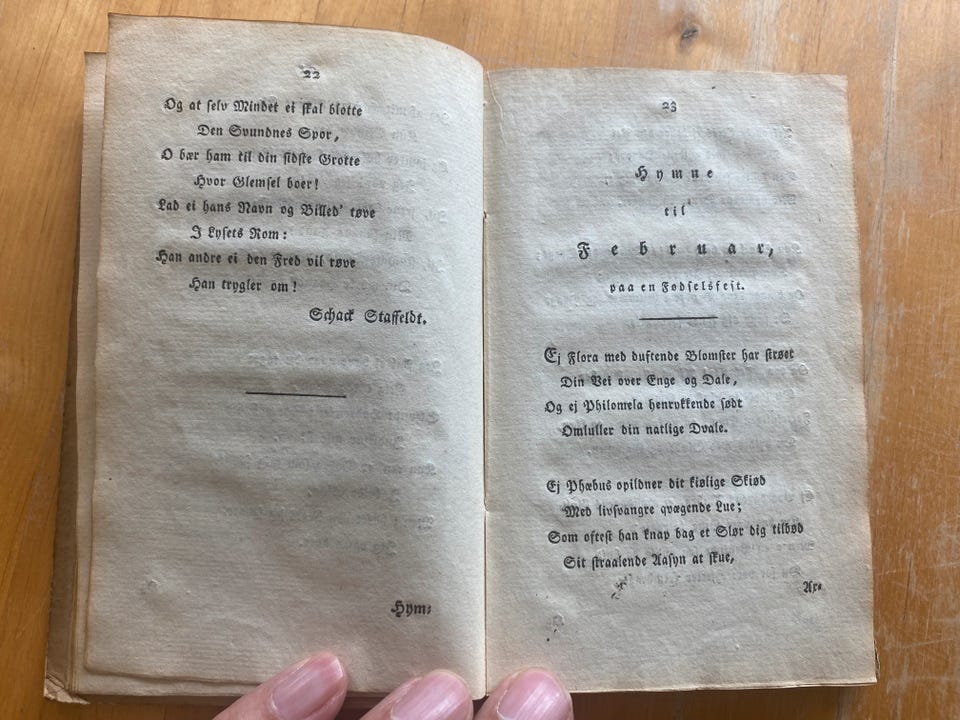 22
Og at selv Mindet ei skal blotte
Den Svundnes Spor,
O bær ham til din sidste Grotte
Hvor Glemsel boer!
Lad ei hans Navn og Billed' tøve
I Lysets Rom:
Han andre ei den Fred vil røve
Han trygler om!
Schack Staffeldt.
Hym=
23
Hymne
til
Februar,
paa en Fødselsfest.
Ej Flora med duftende Blomster har strøet
Din Vei over Enge og Dale,
Og ej Philomela henrykkende sødt
Omluller din natlige Dvale.
Ej Phæbus opildner dit kiølige Skiød
Med livsvangre qvægende Lue;
Som oftest han knap bag et Slør dig tilbød
Sit straalende Aasyn at skue,
Ax=